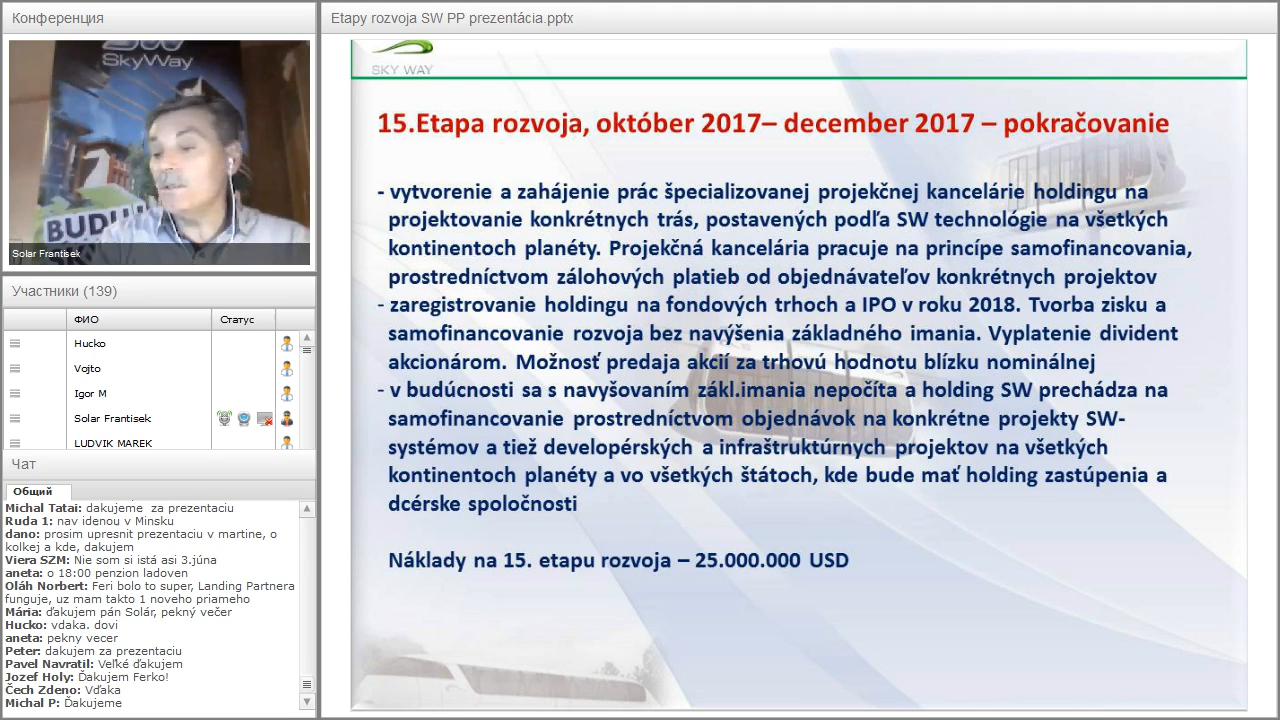 Конференция
SkyWay
BUDU
Solar Frantisek
Участники (139)
ФИО
Статус
Hucko
Vojto
Igor M
Solar Frantisek
LUDVIK MAREK
Чат
Общий
Michal Tatai: dakujeme za prezentaciu
Ruda 1: nav idenou v Minsku
dano: prosim upresnit prezentaciu v martine, o
kolkej a kde, dakujem
Viera SZM: Nie som si istá asi 3.júna
aneta: o 18:00 penzion ladoven
Oláh Norbert: Feri bolo to super, Landing Partnera
funguje, uz mam takto 1 noveho priameho
Mária: ďakujem pán Solár, pekný večer
Hucko: vdaka. dovi
aneta: pekny vecer
Peter: dakujem za prezentaciu
Pavel Navratil: Veľké ďakujem
Jozef Holy: Ďakujem Ferko!
Čech Zdeno: Vďaka
Michal P: Ďakujeme
Etapy rozvoja SW PP prezentácia.pptx
SKY WAY
15.Etapa rozvoja, október 2017– december 2017 – pokračovanie
- vytvorenie a zahájenie prác špecializovanej projekčnej kancelárie holdingu na
projektovanie konkrétnych trás, postavených podľa SW technológie na všetkých
kontinentoch planéty. Projekčná kancelária pracuje na princípe samofinancovania,
prostredníctvom zálohových platieb od objednávateľov konkrétnych projektov
- zaregistrovanie holdingu na fondových trhoch a IPO v roku 2018. Tvorba zisku a
samofinancovanie rozvoja bez navýšenia základného imania. Vyplatenie divident
akcionárom. Možnosť predaja akcií za trhovú hodnotu blízku nominálnej
- v budúcnosti sa s navyšovaním zákl.imania nepočíta a holding SW prechádza na
samofinancovanie prostredníctvom objednávok na konkrétne projekty SW-
systémov a tiež developérských a infraštruktúrnych projektov na všetkých
kontinentoch planéty a vo všetkých štátoch, kde bude mať holding zastúpenia a
dcérske spoločnosti
Náklady na 15. etapu rozvoja – 25.000.000 USD